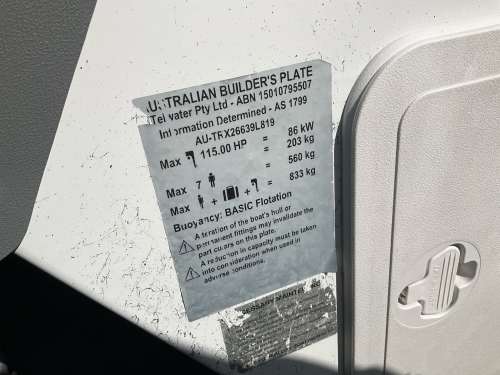 AUSTRALIAN BUILDER'S PLATE
Telwater Pty Ltd - ABN 15010795507
Information Determined - AS 1799
AU-TRX26639L819
Max 115.00 HP = 86 kW
= 203 kg
Max 7 = 560 kg
Max + + = 833 kg
Buoyancy: BASIC Flotation
Alteration of the boat's hull or
permanent fittings may invalidate the
particulars on this plate.
A reduction in capacity must be taken
into consideration when used in
adverse conditions.